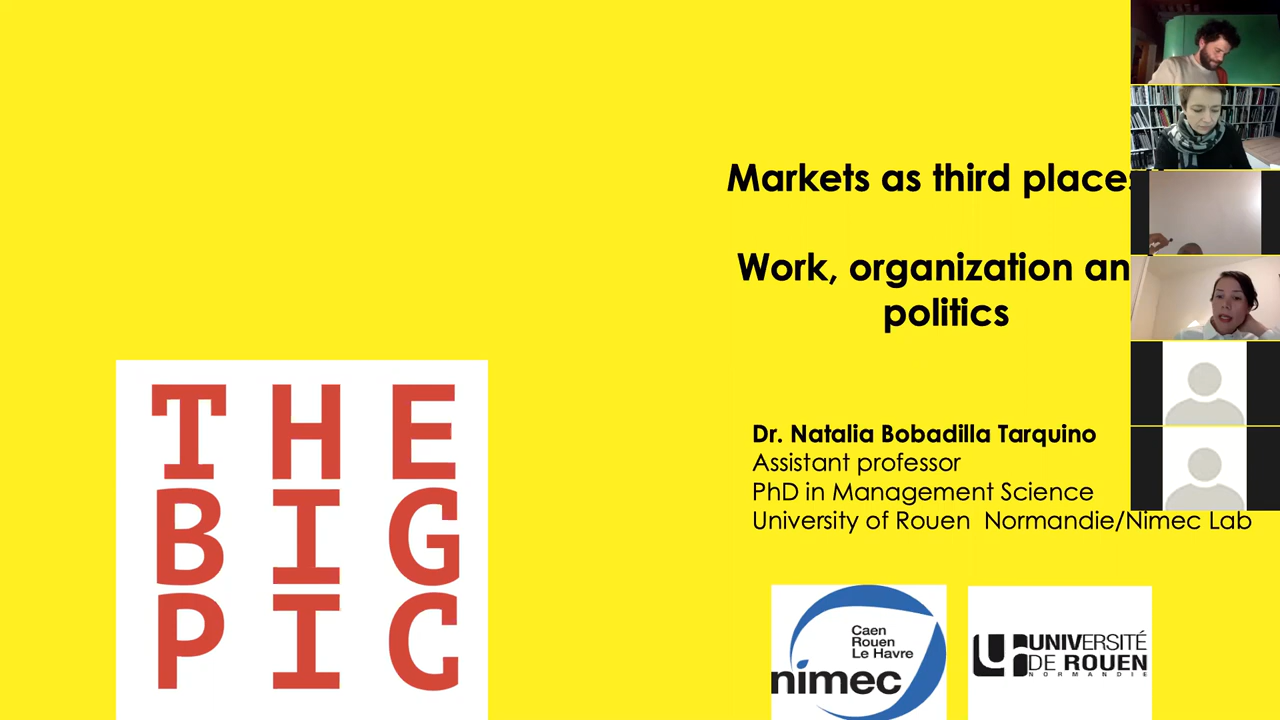 Markets as third places
Work, organization an
politics
THE
BIG
PIC
Dr. Natalia Bobadilla Tarquino
Assistant professor
PhD in Management Science
University of Rouen Normandie/Nimec Lab
Caen
Rouen
Le Havre
nimec
UNIVERSITÉ
DE ROUEN
NORMANDIE